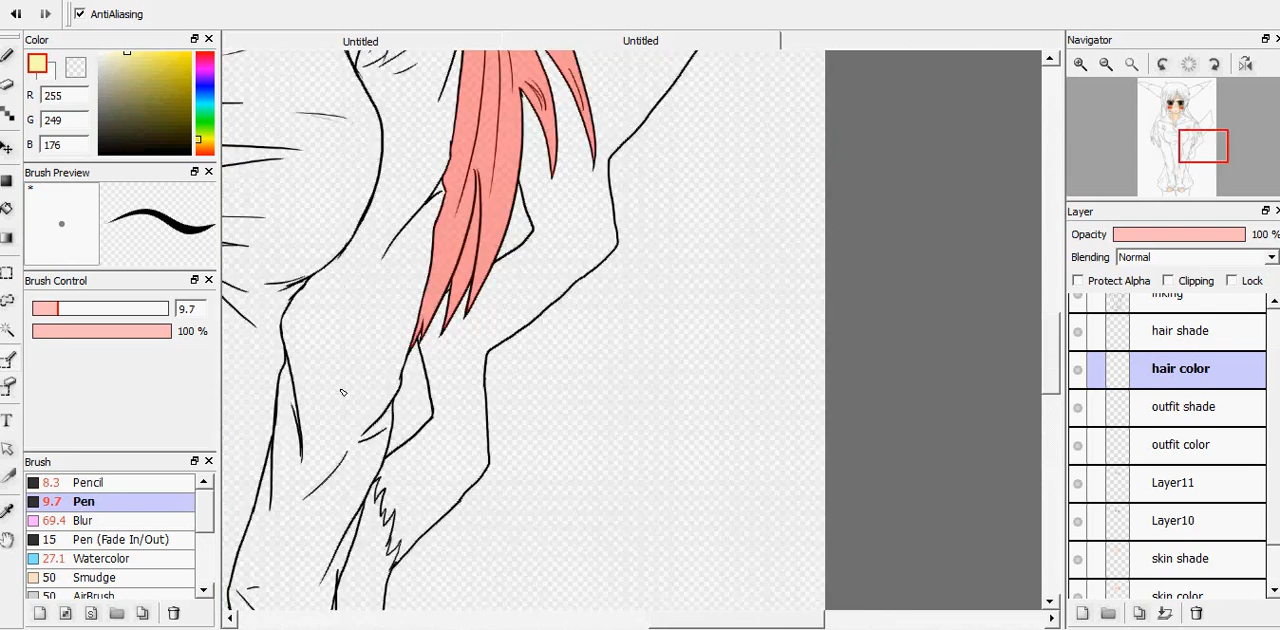 AntiAliasing
Color
Untitled
Untitled
Navigator
R 255
G 249
B 176
Brush Preview
*
Layer
Opacity 100 %
Blending Normal
Protect Alpha Clipping Lock
Brush Control
9.7
100 %
inking
hair shade
hair color
outfit shade
outfit color
Layer11
Layer10
skin shade
skin color
Brush
8.3 Pencil
9.7 Pen
69.4 Blur
15 Pen (Fade In/Out)
27.1 Watercolor
50 Smudge
50 AirBrush
T